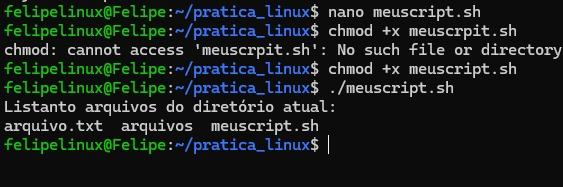 felipelinux@Felipe:~/pratica_linux$ nano meuscript.sh
felipelinux@Felipe:~/pratica_linux$ chmod +x meuscrpit.sh
chmod: cannot access 'meuscrpit.sh': No such file or directory
felipelinux@Felipe:~/pratica_linux$ chmod +x meuscript.sh
felipelinux@Felipe:~/pratica_linux$ ./meuscript.sh
Listanto arquivos do diretório atual:
arquivo.txt  arquivos  meuscript.sh
felipelinux@Felipe:~/pratica_linux$